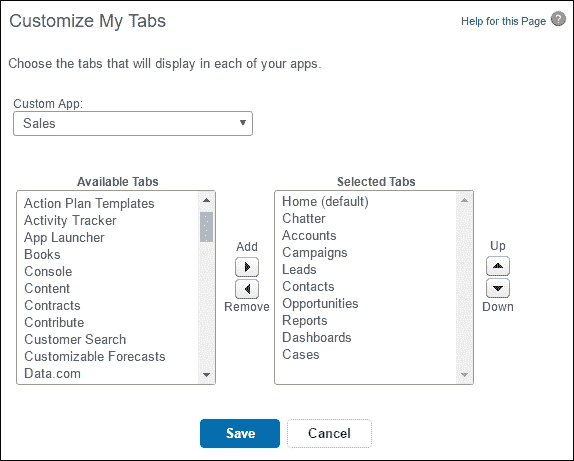 Customize My Tabs
Help for this Page ?
Choose the tabs that will display in each of your apps.
Custom App:
Sales
Available Tabs
Action Plan Templates
Activity Tracker
App Launcher
Books
Console
Content
Contracts
Contribute
Customer Search
Customizable Forecasts
Data.com
Add
Remove
Selected Tabs
Home (default)
Chatter
Accounts
Campaigns
Leads
Contacts
Opportunities
Reports
Dashboards
Cases
Up
Down
Save
Cancel